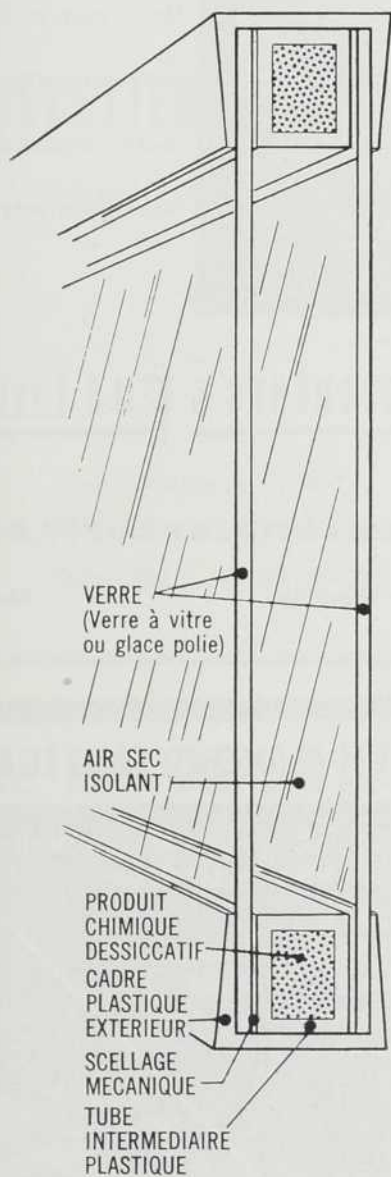 VERRE
(Verre à vitre
ou glace polie)
AIR SEC
ISOLANT
PRODUIT
CHIMIQUE
DESSICCATIF
CADRE
PLASTIQUE
EXTERIEUR
SCELLAGE
MECANIQUE
TUBE
INTERMEDIAIRE
PLASTIQUE